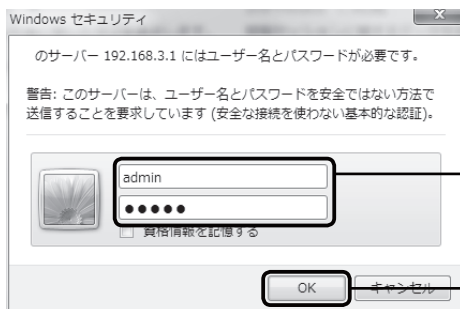 Windows セキュリティ
のサーバー 192.168.3.1 にはユーザー名とパスワードが必要です。
警告: このサーバーは、ユーザー名とパスワードを安全ではない方法で
送信することを要求しています (安全な接続を使わない基本的な認証)。
admin
●●●●●
資格情報を記憶する
OK
キャンセル